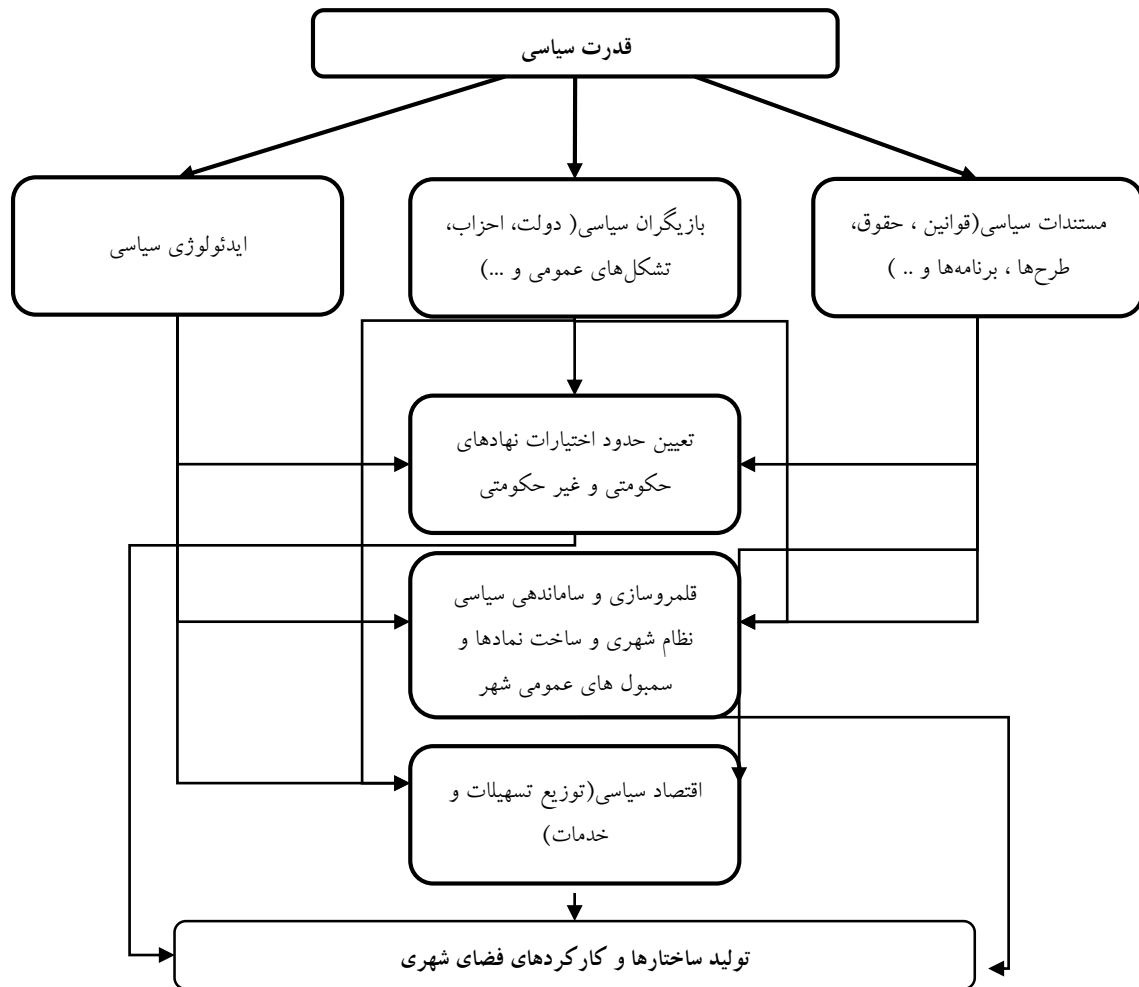 قدرت سیاسی
مستندات سیاسی(قوانین ، حقوق،
طرح‌ها ، برنامه‌ها و .. )
بازیگران سیاسی( دولت، احزاب،
تشکل‌های عمومی و ...)
ایدئولوژی سیاسی
تعیین حدود اختیارات نهادهای
حکومتی و غیر حکومتی
قلمروسازی و ساماندهی سیاسی
نظام شهری و ساخت نمادها و
سمبول های عمومی شهر
اقتصاد سیاسی(توزیع تسهیلات و
خدمات)
تولید ساختارها و کارکردهای فضای شهری